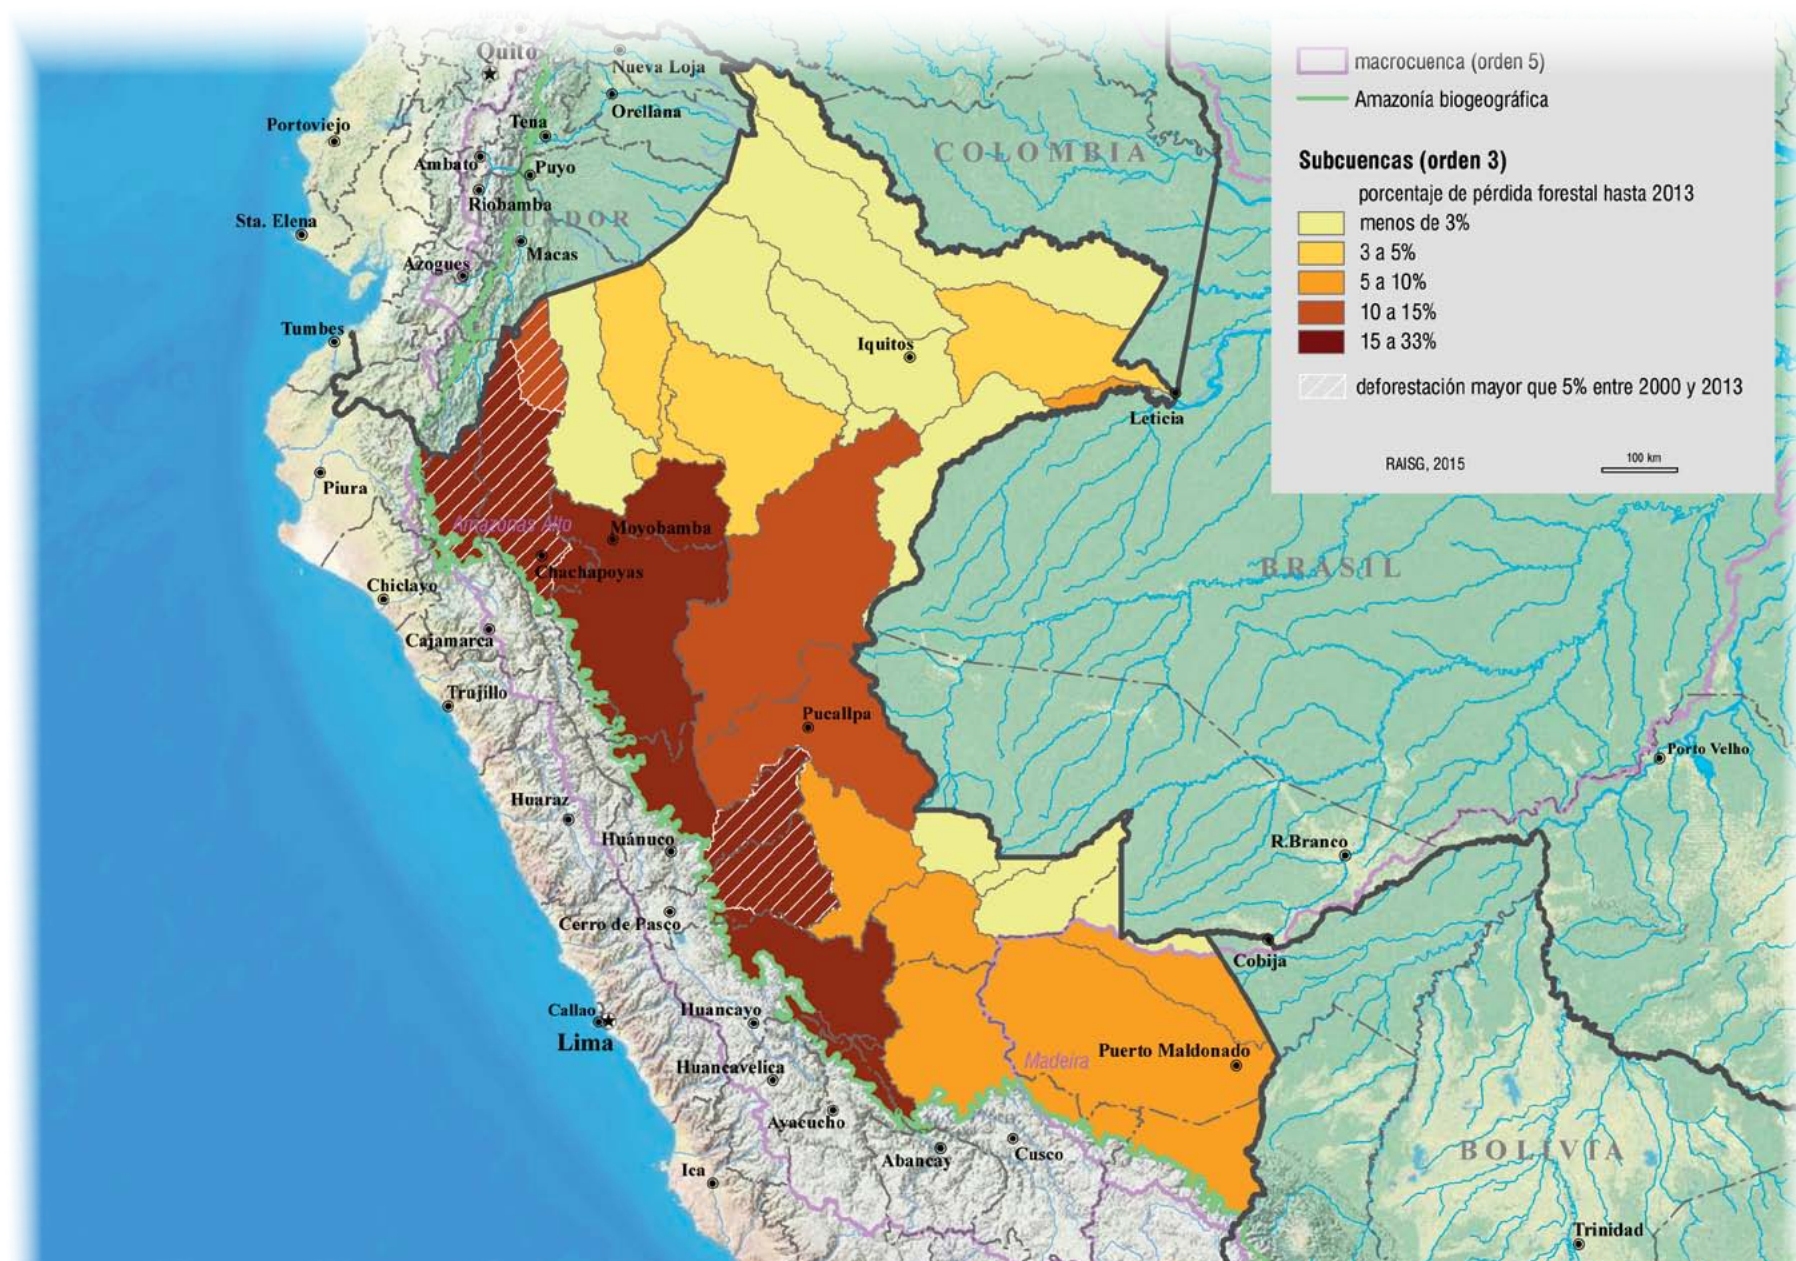 Quito
Nueva Loja
Orellana
Portoviejo
Tena
Ambato
Puyo
Riobamba
ECUADOR
Sta. Elena
Macas
Azogues
Tumbes
COLOMBIA
Iquitos
Leticia
Piura
Amazonas Alto
Moyobamba
Chachapoyas
Chiclayo
Cajamarca
Trujillo
BRASIL
Pucallpa
Porto Velho
Huaraz
Huánuco
R.Branco
Cerro de Pasco
Cobija
Callao
Lima
Huancayo
Madeira
Puerto Maldonado
Huancavelica
Ayacucho
Abancay
Cusco
Ica
BOLIVIA
Trinidad
macrocuenca (orden 5)
Amazonía biogeográfica
Subcuencas (orden 3)
porcentaje de pérdida forestal hasta 2013
menos de 3%
3 a 5%
5 a 10%
10 a 15%
15 a 33%
deforestación mayor que 5% entre 2000 y 2013
RAISG, 2015
100 km